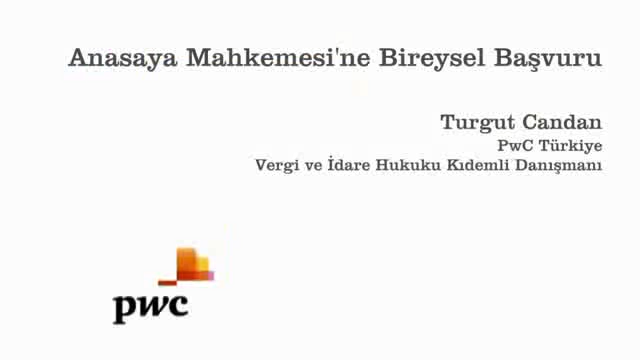 Anasaya Mahkemesi'ne Bireysel Başvuru
Turgut Candan
PwC Türkiye
Vergi ve İdare Hukuku Kıdemli Danışmanı
pwc